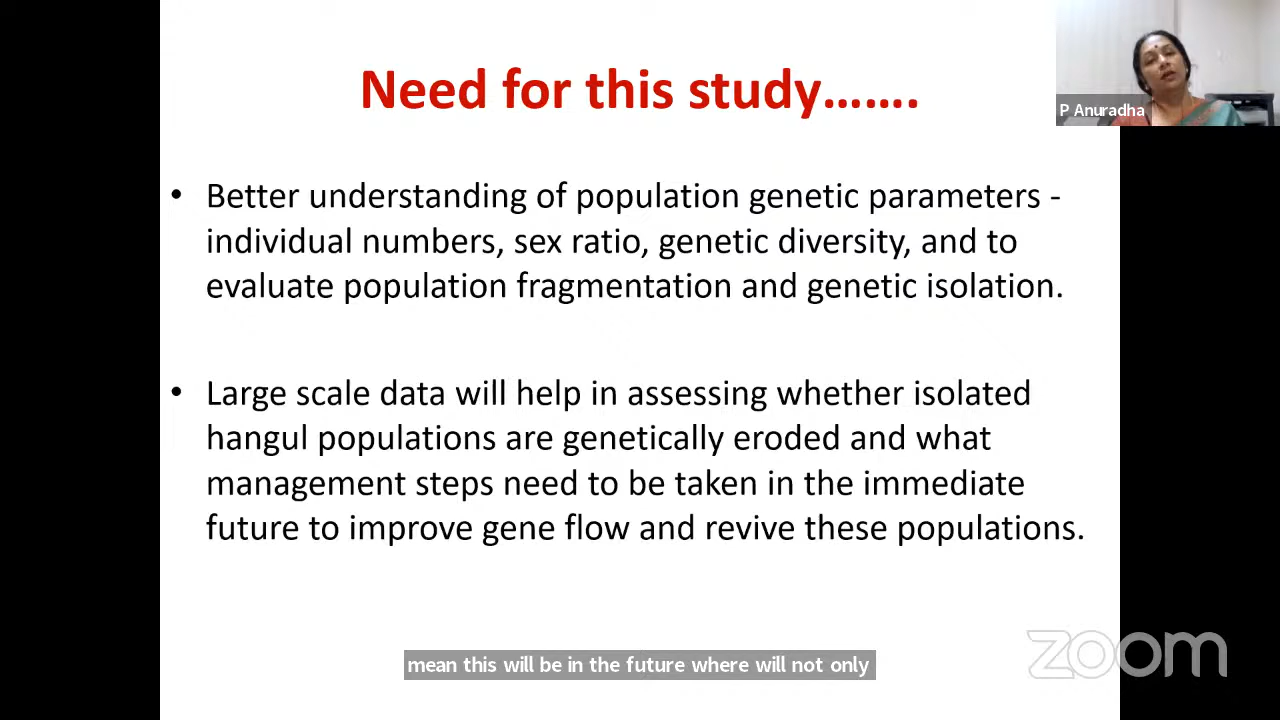 Need for this study…….
P Anuradha
• Better understanding of population genetic parameters -
individual numbers, sex ratio, genetic diversity, and to
evaluate population fragmentation and genetic isolation.
• Large scale data will help in assessing whether isolated
hangul populations are genetically eroded and what
management steps need to be taken in the immediate
future to improve gene flow and revive these populations.
zoom
mean this will be in the future where will not only